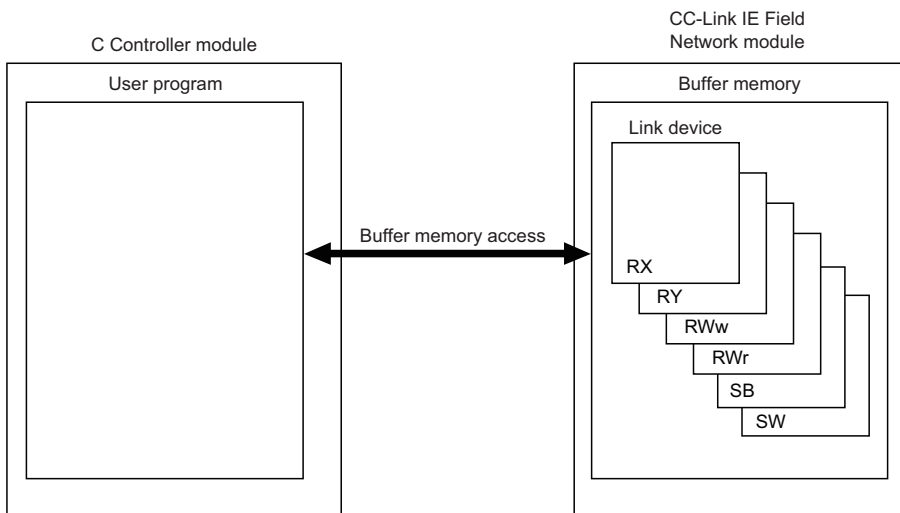 C Controller module
User program
CC-Link IE Field
Network module
Buffer memory
Link device
Buffer memory access
RX
RY
RWw
RWr
SB
SW